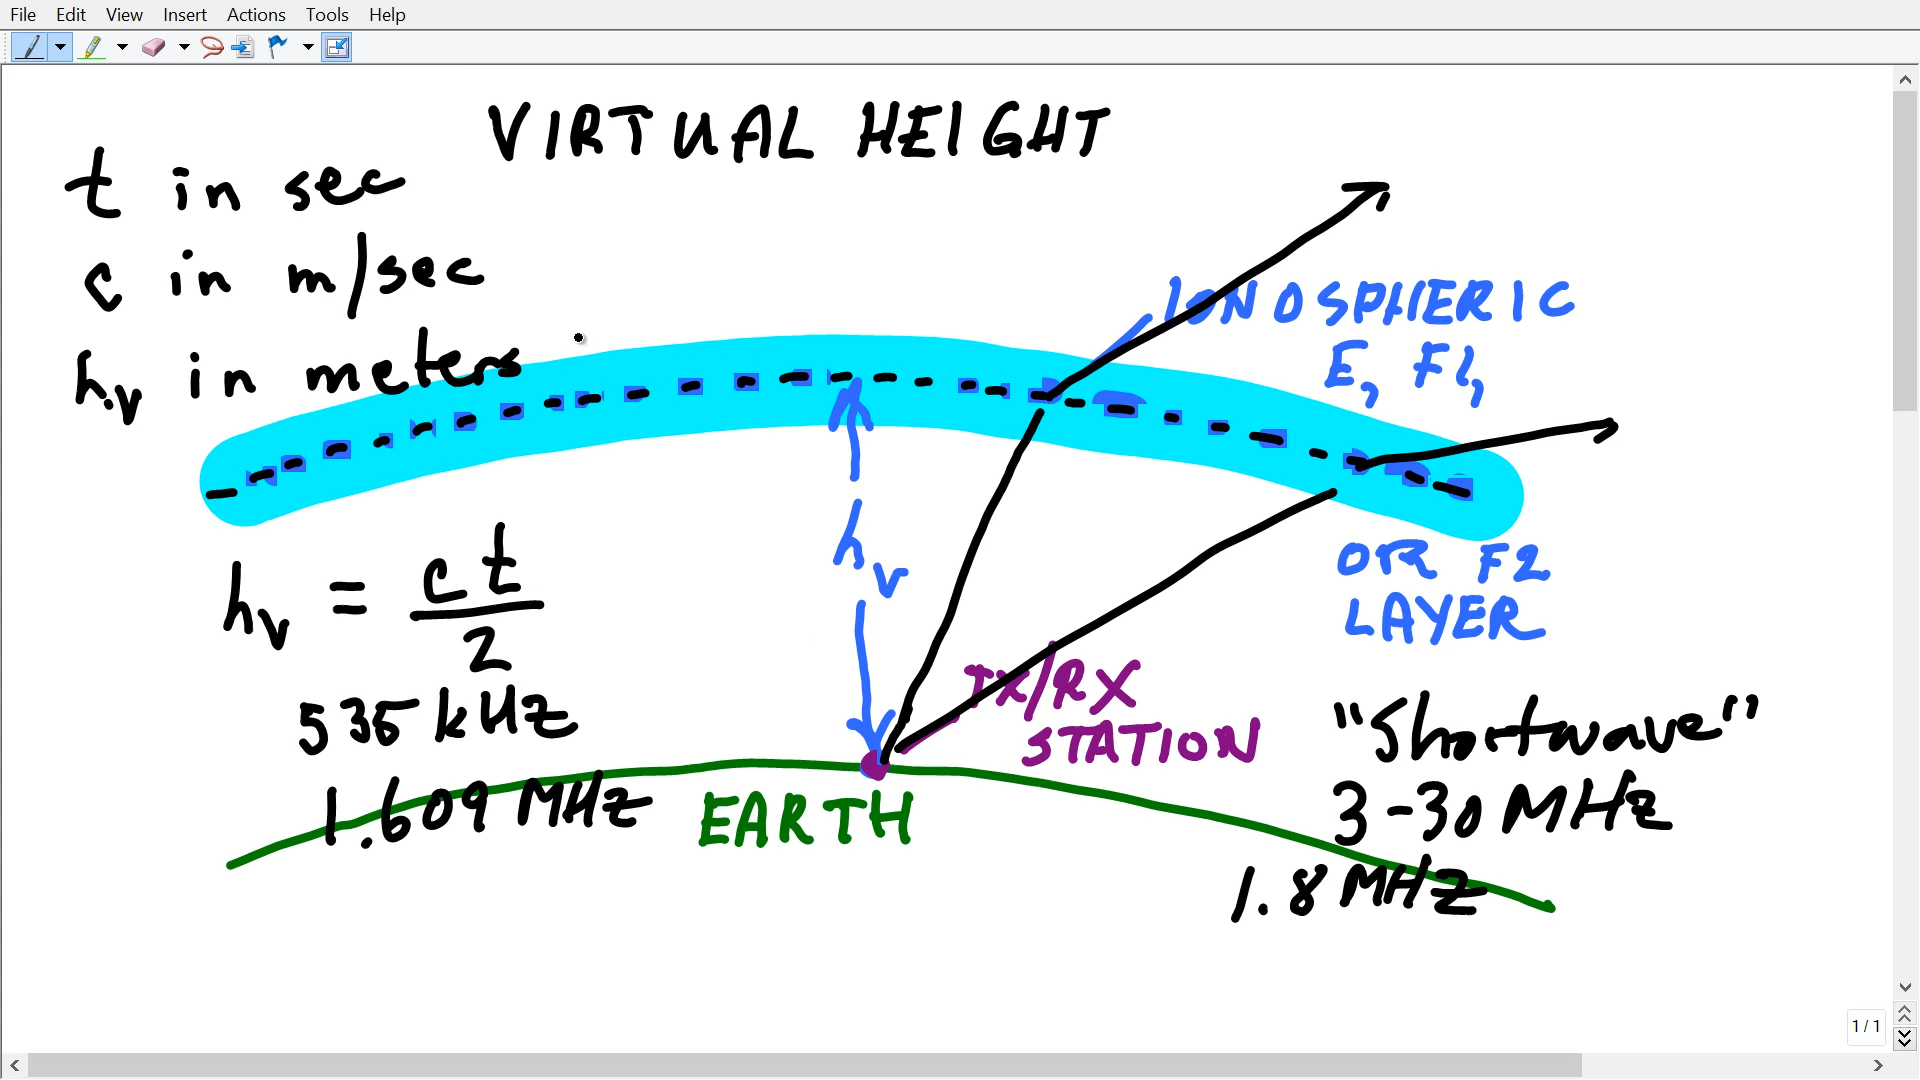 File Edit View Insert Actions Tools Help
VIRTUAL HEIGHT
t in sec
c in m/sec
hv in meters
IONOSPHERIC
E, F1,
OR F2
LAYER
hv = ct/2
hv
535 kHz
1.609 MHz
TX/RX
STATION
EARTH
"Shortwave"
3-30 MHz
1.8 MHz
1 / 1